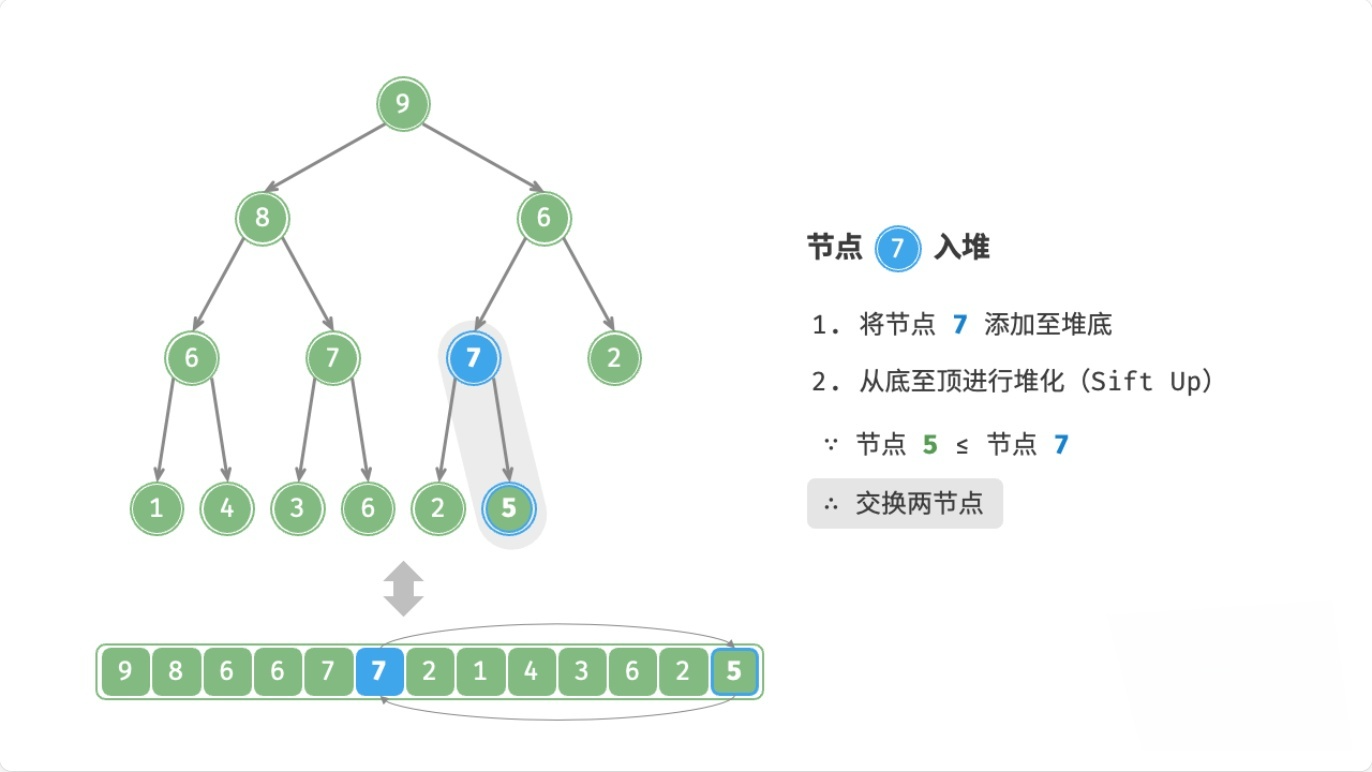 9
8 6
6 7 7 2
1 4 3 6 2 5
9 8 6 6 7 7 2 1 4 3 6 2 5
节点 7 入堆
1. 将节点 7 添加至堆底
2. 从底至顶进行堆化（Sift Up）
∵ 节点 5 ≤ 节点 7
∴ 交换两节点